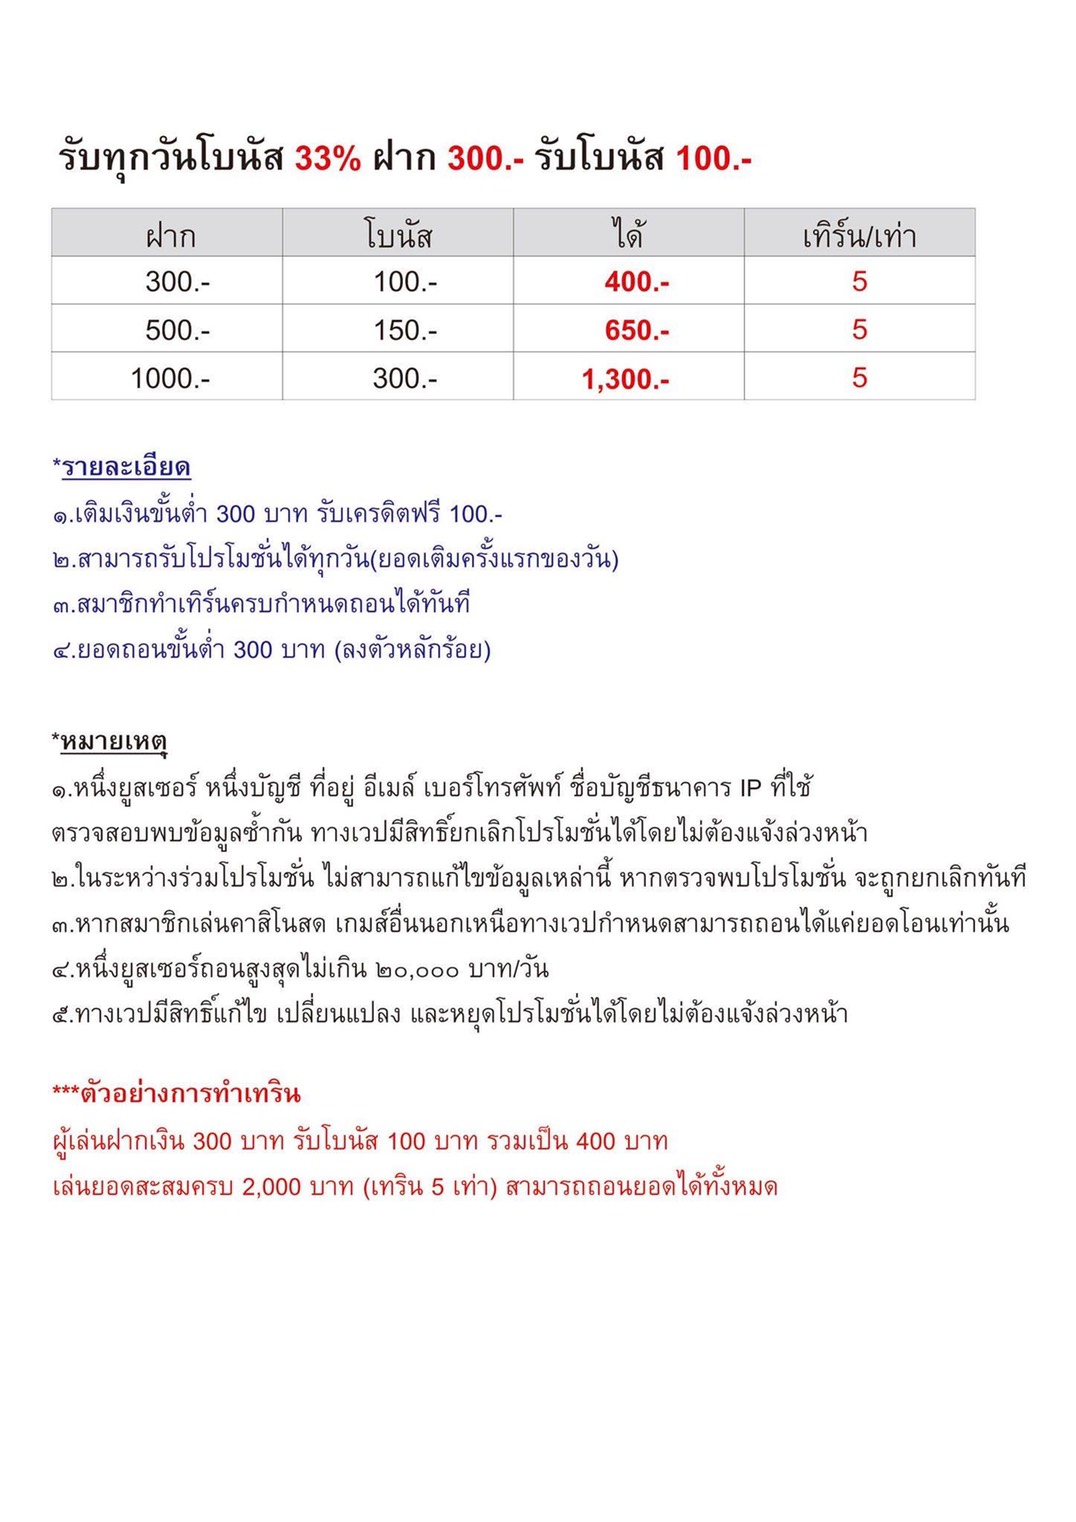 รับทุกวันโบนัส 33% ฝาก 300.- รับโบนัส 100.-
ฝาก โบนัส ได้ เทิร์น/เท่า
300.- 100.- 400.- 5
500.- 150.- 650.- 5
1000.- 300.- 1,300.- 5
*รายละเอียด
๑.เติมเงินขั้นต่ำ 300 บาท รับเครดิตฟรี 100.-
๒.สามารถรับโปรโมชั่นได้ทุกวัน(ยอดเติมครั้งแรกของวัน)
๓.สมาชิกทำเทิร์นครบกำหนดถอนได้ทันที
๔.ยอดถอนขั้นต่ำ 300 บาท (ลงตัวหลักร้อย)
*หมายเหตุ
๑.หนึ่งยูสเซอร์ หนึ่งบัญชี ที่อยู่ อีเมล์ เบอร์โทรศัพท์ ชื่อบัญชีธนาคาร IP ที่ใช้
ตรวจสอบพบข้อมูลซ้ำกัน ทางเวปมีสิทธิ์ยกเลิกโปรโมชั่นได้โดยไม่ต้องแจ้งล่วงหน้า
๒.ในระหว่างร่วมโปรโมชั่น ไม่สามารถแก้ไขข้อมูลเหล่านี้ หากตรวจพบโปรโมชั่น จะถูกยกเลิกทันที
๓.หากสมาชิกเล่นคาสิโนสด เกมส์อื่นนอกเหนือทางเวปกำหนดสามารถถอนได้แค่ยอดโอนเท่านั้น
๔.หนึ่งยูสเซอร์ถอนสูงสุดไม่เกิน ๒๐,๐๐๐ บาท/วัน
๕.ทางเวปมีสิทธิ์แก้ไข เปลี่ยนแปลง และหยุดโปรโมชั่นได้โดยไม่ต้องแจ้งล่วงหน้า
***ตัวอย่างการทำเทริน
ผู้เล่นฝากเงิน 300 บาท รับโบนัส 100 บาท รวมเป็น 400 บาท
เล่นยอดสะสมครบ 2,000 บาท (เทริน 5 เท่า) สามารถถอนยอดได้ทั้งหมด